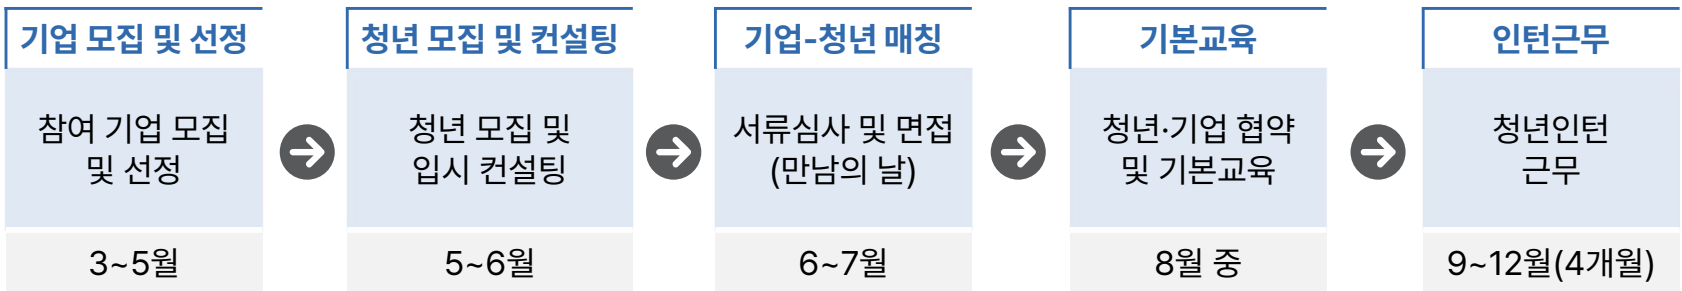 기업 모집 및 선정
참여 기업 모집
및 선정
3~5월
청년 모집 및 컨설팅
청년 모집 및
입시 컨설팅
5~6월
기업-청년 매칭
서류심사 및 면접
(만남의 날)
6~7월
기본교육
청년·기업 협약
및 기본교육
8월 중
인턴근무
청년인턴
근무
9~12월(4개월)